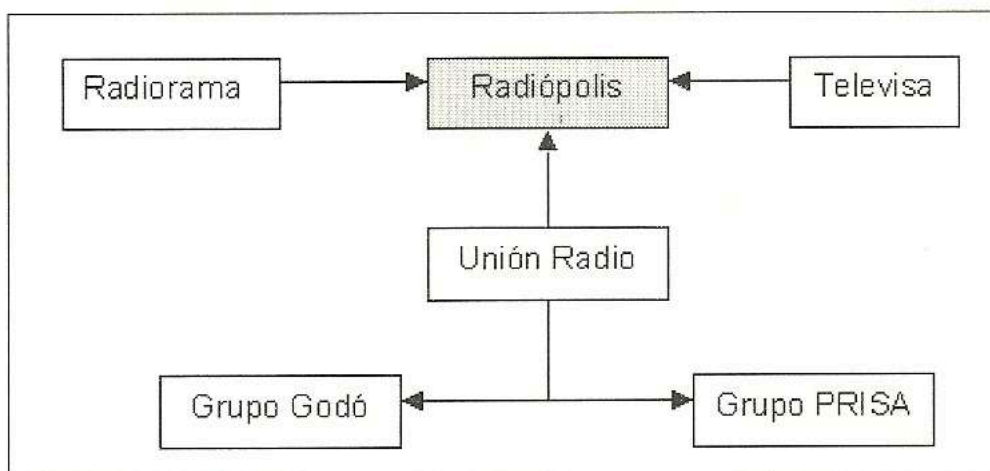 Radiorama
Radiópolis
Televisa
Unión Radio
Grupo Godó
Grupo PRISA